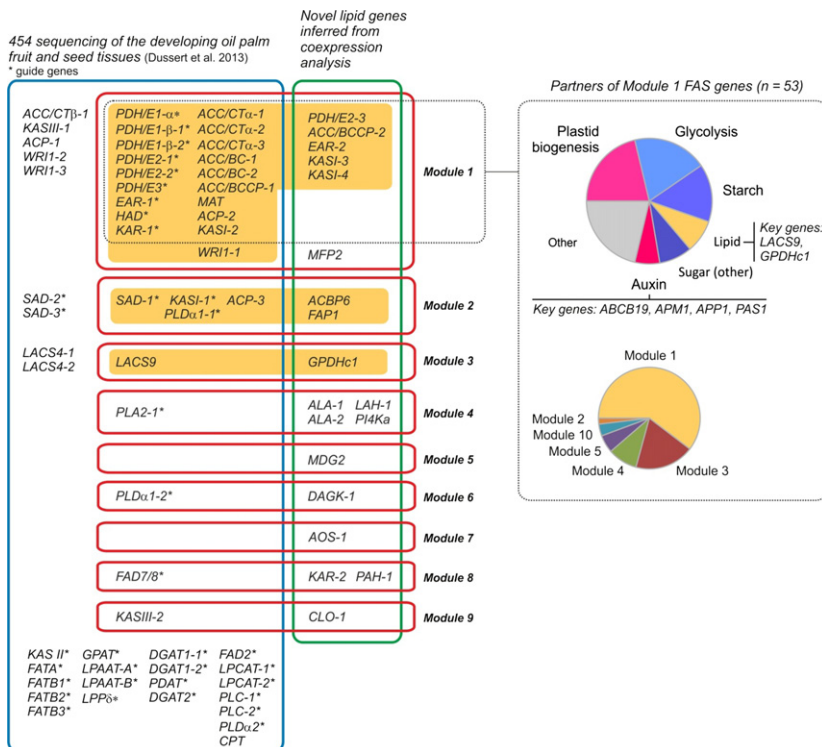 454 sequencing of the developing oil palm
fruit and seed tissues (Dussert et al. 2013)
* guide genes
Novel lipid genes
inferred from
coexpression
analysis
ACC/CTβ-1
KASIII-1
ACP-1
WRI1-2
WRI1-3
PDH/E1-α* ACC/CTα-1
PDH/E1-β-1* ACC/CTα-2
PDH/E1-β-2* ACC/CTα-3
PDH/E2-1* ACC/BC-1
PDH/E2-2* ACC/BC-2
PDH/E3* ACC/BCCP-1
EAR-1* MAT
HAD* ACP-2
KAR-1* KASI-2
WRI1-1
PDH/E2-3
ACC/BCCP-2
EAR-2
KASI-3
KASI-4
MFP2
Module 1
SAD-2*
SAD-3*
SAD-1* KASI-1* ACP-3
PLDα1-1*
ACBP6
FAP1
Module 2
LACS4-1
LACS4-2
LACS9
GPDHc1
Module 3
PLA2-1*
ALA-1 LAH-1
ALA-2 PI4Ka
Module 4
MDG2
Module 5
PLDα1-2*
DAGK-1
Module 6
AOS-1
Module 7
FAD7/8*
KAR-2 PAH-1
Module 8
KASIII-2
CLO-1
Module 9
KAS II* GPAT* DGAT1-1* FAD2*
FATA* LPAAT-A* DGAT1-2* LPCAT-1*
FATB1* LPAAT-B* PDAT* LPCAT-2*
FATB2* LPPδ* DGAT2* PLC-1*
FATB3* PLC-2*
PLDα2*
CPT
Partners of Module 1 FAS genes (n = 53)
Plastid
biogenesis
Glycolysis
Starch
Lipid
Key genes:
LACS9,
GPDHc1
Sugar (other)
Other
Auxin
Key genes: ABCB19, APM1, APP1, PAS1
Module 1
Module 2
Module 10
Module 5
Module 4
Module 3